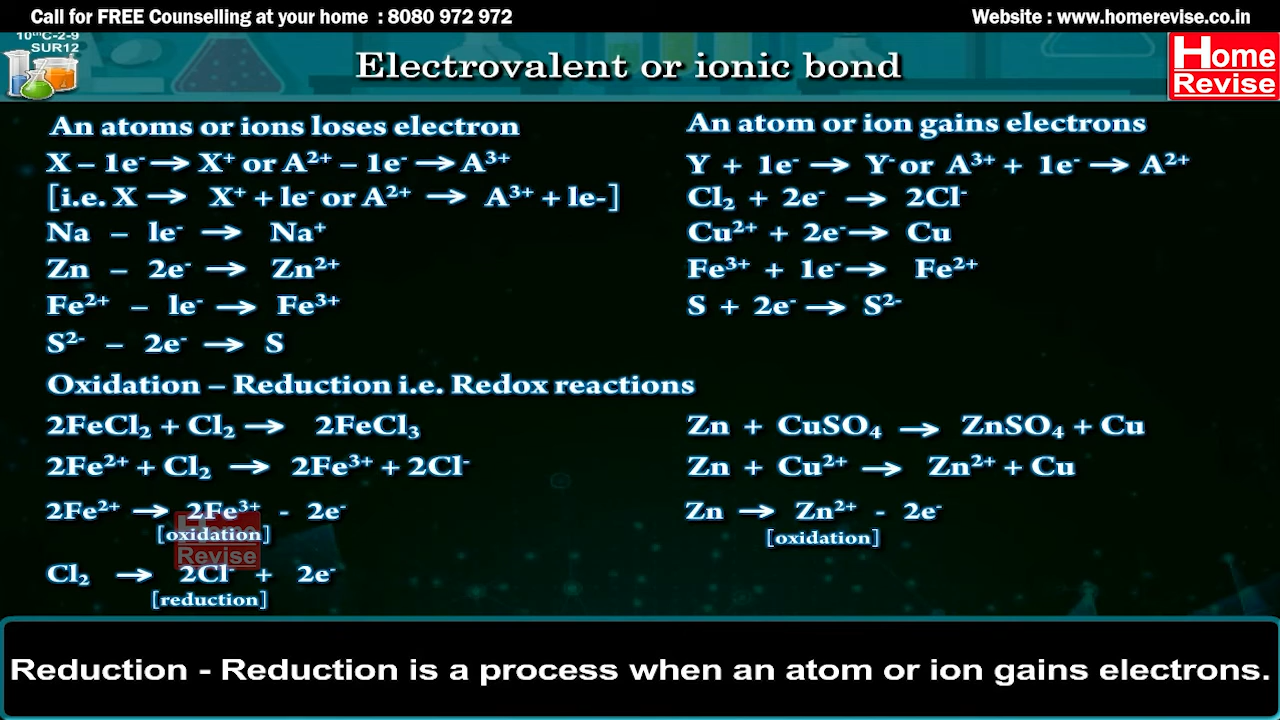 Call for FREE Counselling at your home : 8080 972 972
Website : www.homerevise.co.in
10thC-2-9
SUR12
Electrovalent or ionic bond
Home
Revise
An atoms or ions loses electron
X – 1e⁻ → X⁺ or A²⁺ – 1e⁻ → A³⁺
[i.e. X → X⁺ + le⁻ or A²⁺ → A³⁺ + le-]
Na – le⁻ → Na⁺
Zn – 2e⁻ → Zn²⁺
Fe²⁺ – le⁻ → Fe³⁺
S²⁻ – 2e⁻ → S
An atom or ion gains electrons
Y + 1e⁻ → Y⁻ or A³⁺ + 1e⁻ → A²⁺
Cl₂ + 2e⁻ → 2Cl⁻
Cu²⁺ + 2e⁻ → Cu
Fe³⁺ + 1e⁻ → Fe²⁺
S + 2e⁻ → S²⁻
Oxidation – Reduction i.e. Redox reactions
2FeCl₂ + Cl₂ → 2FeCl₃
2Fe²⁺ + Cl₂ → 2Fe³⁺ + 2Cl⁻
2Fe²⁺ → 2Fe³⁺ - 2e⁻
[oxidation]
Home
Revise
Cl₂ → 2Cl⁻ + 2e⁻
[reduction]
Zn + CuSO₄ → ZnSO₄ + Cu
Zn + Cu²⁺ → Zn²⁺ + Cu
Zn → Zn²⁺ - 2e⁻
[oxidation]
Reduction - Reduction is a process when an atom or ion gains electrons.